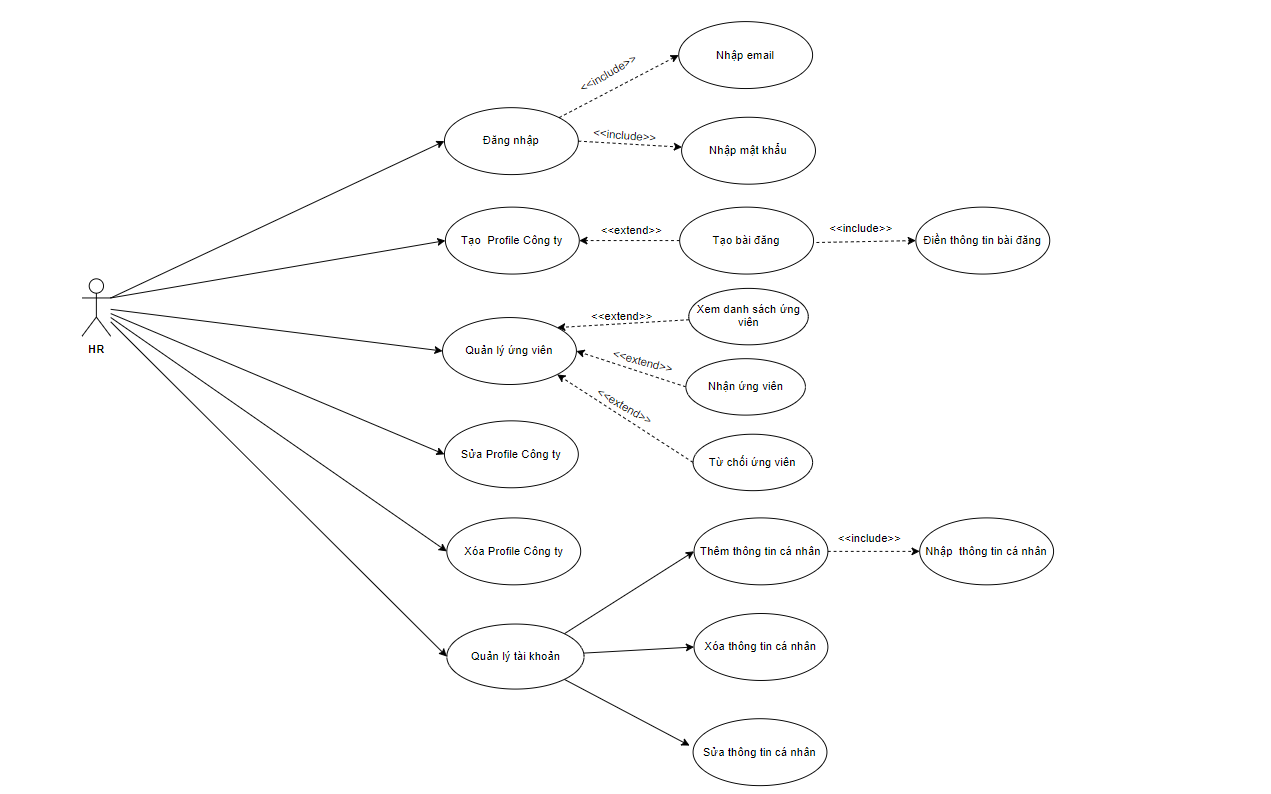 Nhập email
<<include>>
Đăng nhập
<<include>>
Nhập mật khẩu
Tạo  Profile Công ty
<<extend>>
Tạo bài đăng
<<include>>
Điền thông tin bài đăng
HR
Quản lý ứng viên
<<extend>>
Xem danh sách ứng
viên
<<extend>>
Nhận ứng viên
<<extend>>
Từ chối ứng viên
Sửa Profile Công ty
Xóa Profile Công ty
Thêm thông tin cá nhân
<<include>>
Nhập  thông tin cá nhân
Quản lý tài khoản
Xóa thông tin cá nhân
Sửa thông tin cá nhân